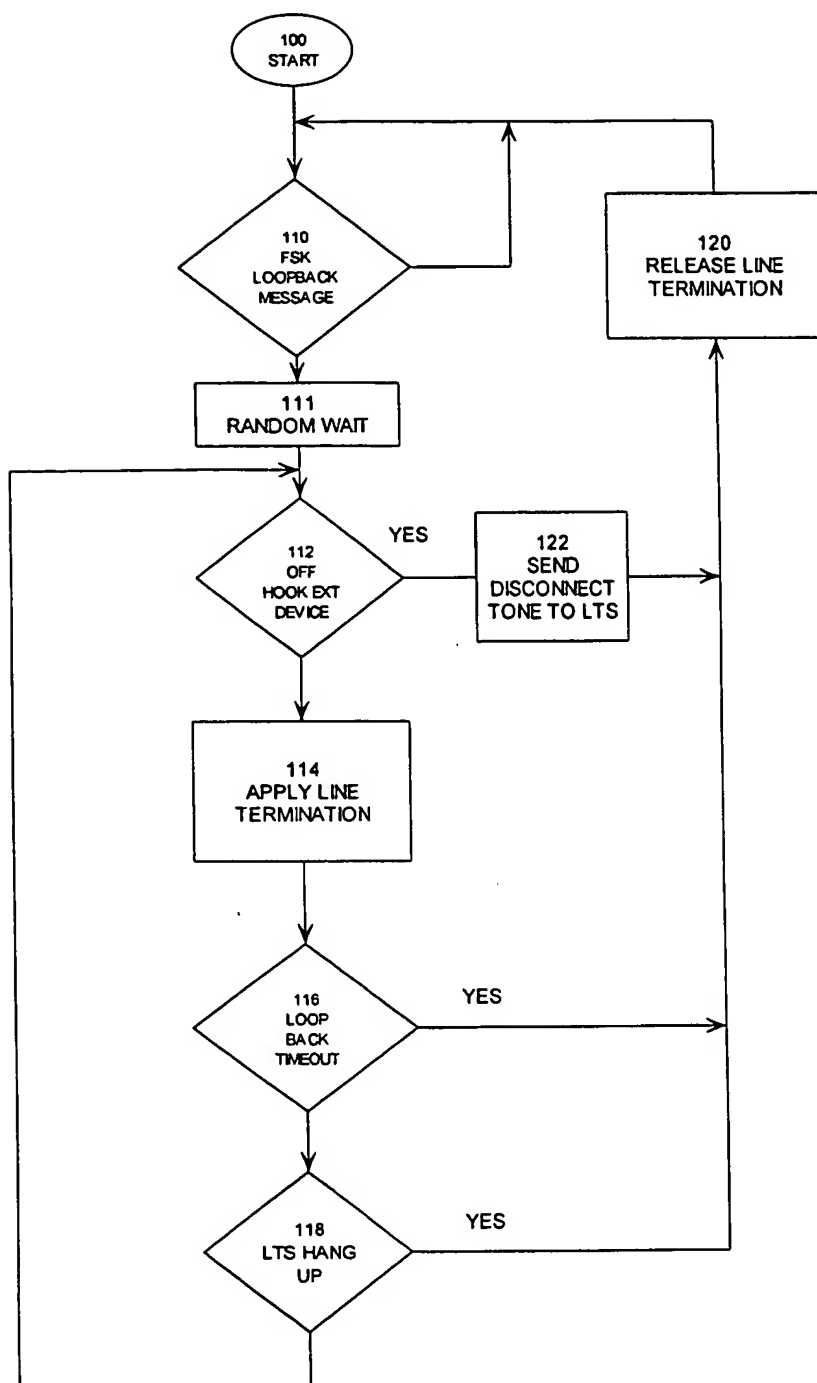 100
START
110
FSK
LOOPBACK
MESSAGE
120
RELEASE LINE
TERMINATION
111
RANDOM WAIT
112
OFF
HOOK EXT
DEVICE
YES
122
SEND
DISCONNECT
TONE TO LTS
114
APPLY LINE
TERMINATION
116
LOOP
BACK
TIMEOUT
YES
118
LTS HANG
UP
YES